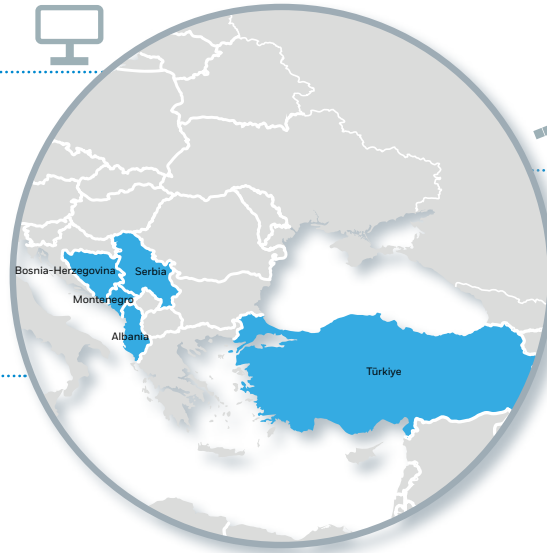 Bosnia-Herzegovina
Serbia
Montenegro
Albania
Türkiye